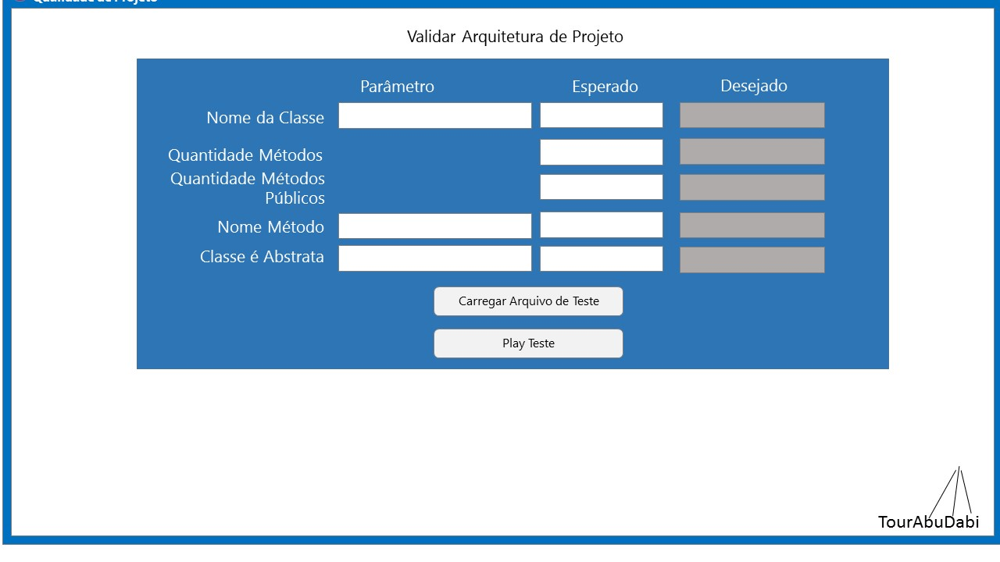 Qualidade de Projeto
Validar Arquitetura de Projeto
Parâmetro Esperado Desejado
Nome da Classe
Quantidade Métodos
Quantidade Métodos
Públicos
Nome Método
Classe é Abstrata
Carregar Arquivo de Teste
Play Teste
TourAbuDabi